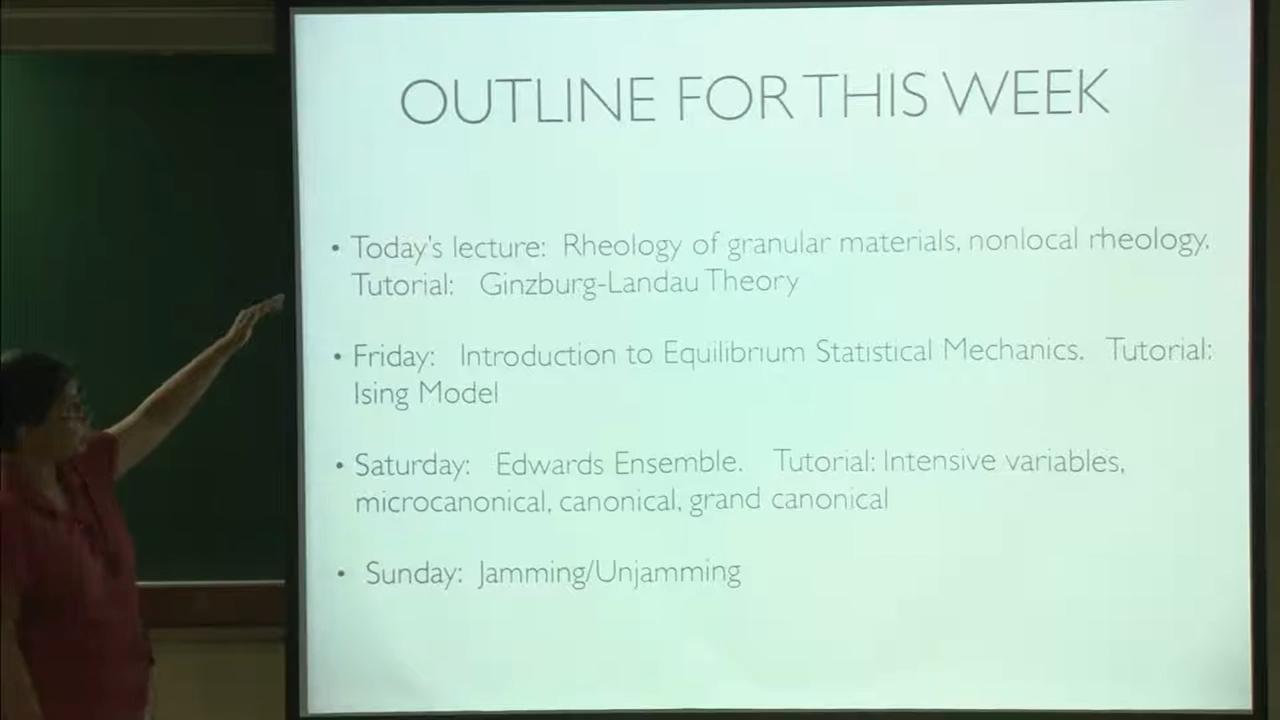 OUTLINE FOR THIS WEEK
• Today's lecture: Rheology of granular materials, nonlocal rheology.
Tutorial: Ginzburg-Landau Theory
• Friday: Introduction to Equilibrium Statistical Mechanics. Tutorial:
Ising Model
• Saturday: Edwards Ensemble. Tutorial: Intensive variables,
microcanonical, canonical, grand canonical
• Sunday: Jamming/Unjamming